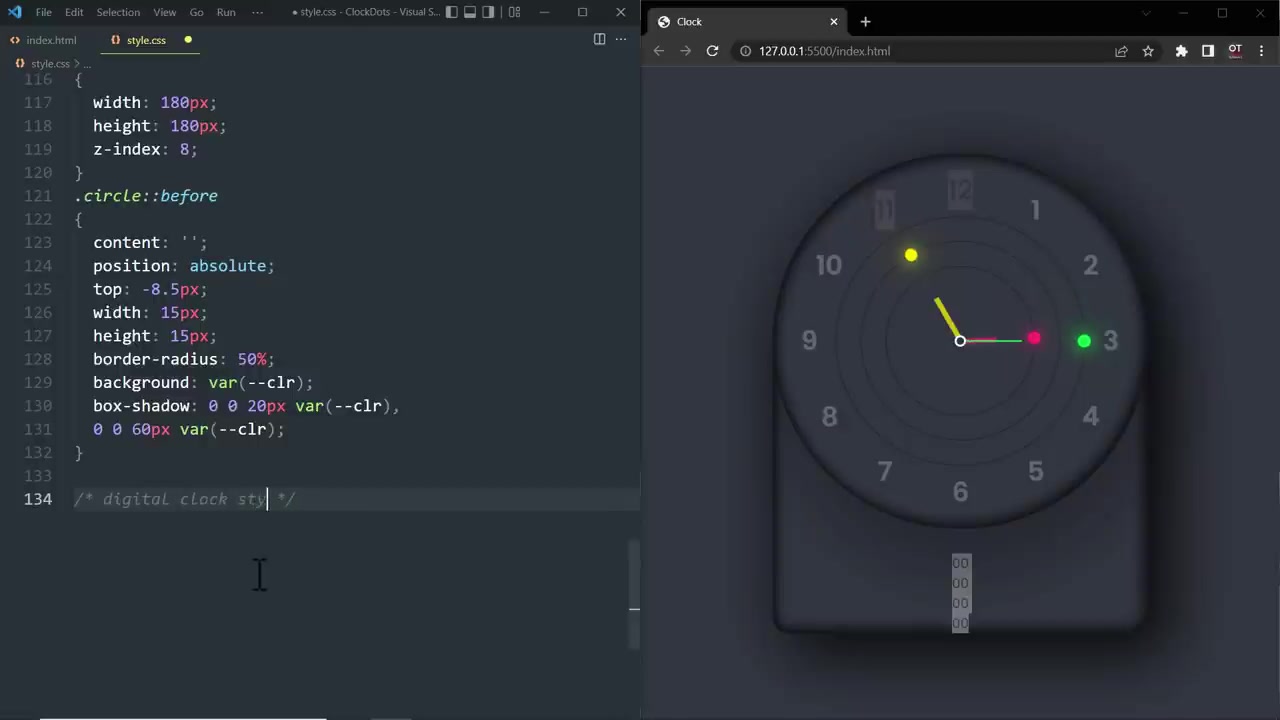 File Edit Selection View Go Run ··· • style.css - ClockDots - Visual S...
index.html style.css
style.css > ...
116 {
117 width: 180px;
118 height: 180px;
119 z-index: 8;
120 }
121 .circle::before
122 {
123 content: '';
124 position: absolute;
125 top: -8.5px;
126 width: 15px;
127 height: 15px;
128 border-radius: 50%;
129 background: var(--clr);
130 box-shadow: 0 0 20px var(--clr),
131 0 0 60px var(--clr);
132 }
133
134 /* digital clock sty */
Clock
127.0.0.1:5500/index.html
OT
12
11
1
10
2
9
3
8
4
7
5
6
00
00
00
00